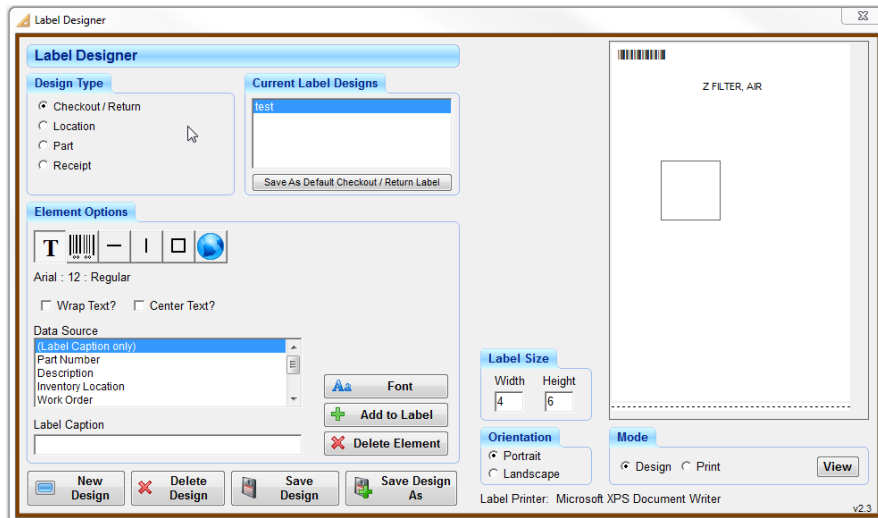 Label Designer
Label Designer
Design Type
Checkout / Return
Location
Part
Receipt
Current Label Designs
test
Save As Default Checkout / Return Label
Element Options
T
Arial : 12 : Regular
Wrap Text?
Center Text?
Data Source
(Label Caption only)
Part Number
Description
Inventory Location
Work Order
Label Caption
Aa Font
Add to Label
Delete Element
New Design
Delete Design
Save Design
Save Design As
Z FILTER, AIR
Label Size
Width Height
4 6
Orientation
Portrait
Landscape
Mode
Design Print
View
Label Printer: Microsoft XPS Document Writer
v2.3